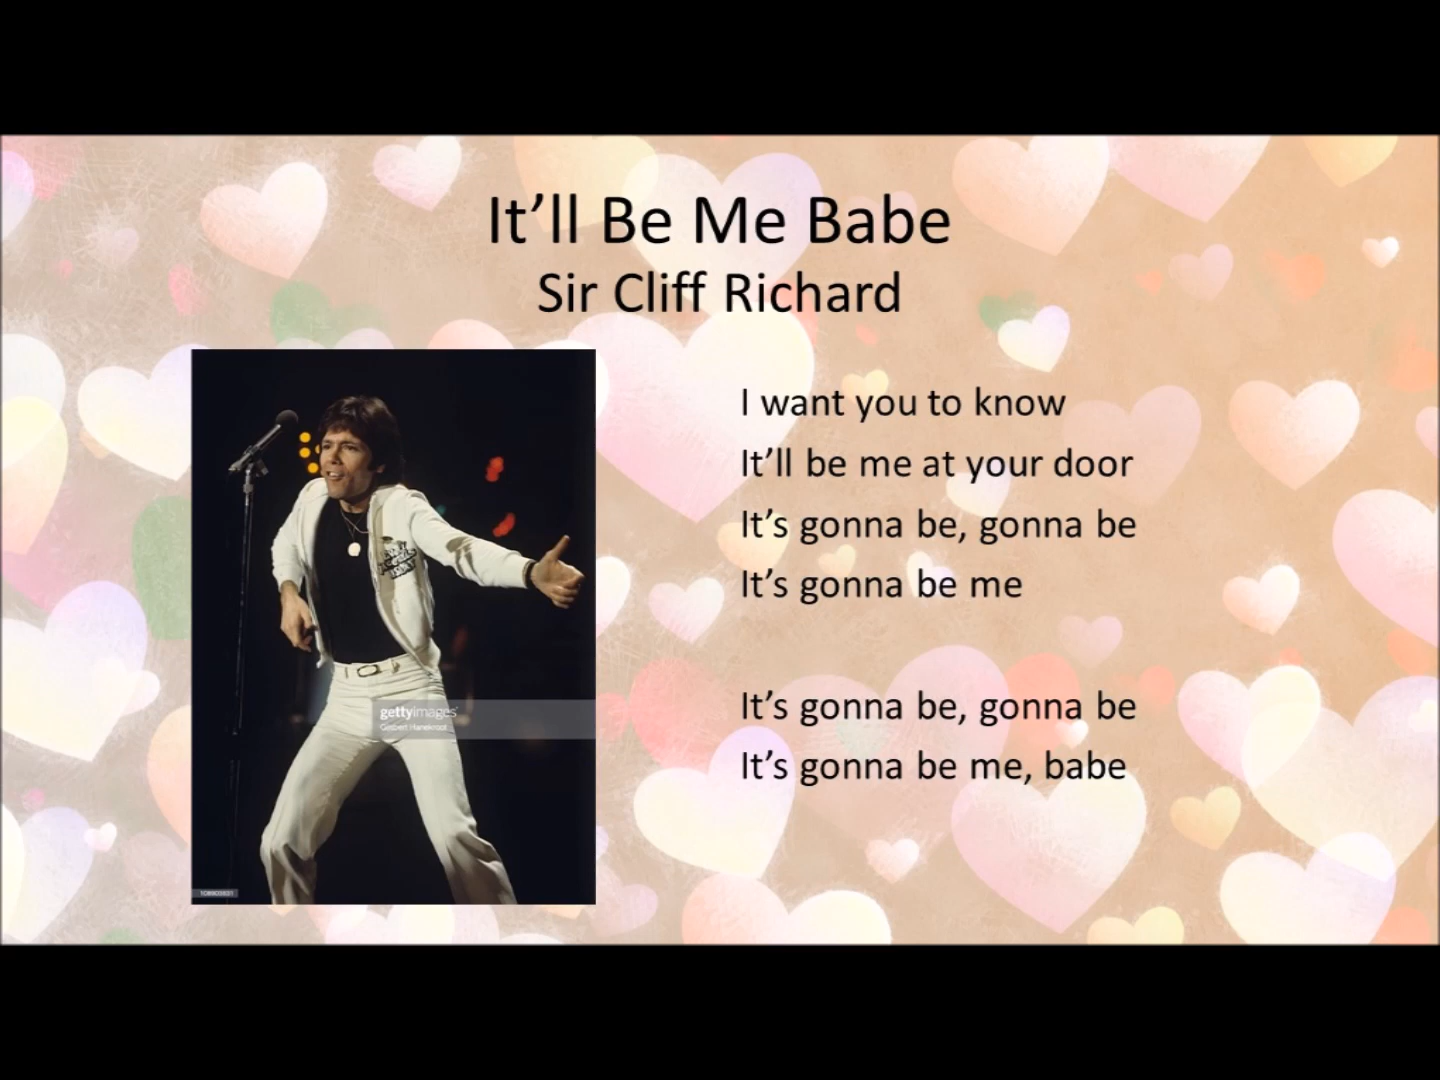 It’ll Be Me Babe
Sir Cliff Richard
I want you to know
It’ll be me at your door
It’s gonna be, gonna be
It’s gonna be me
It’s gonna be, gonna be
It’s gonna be me, babe
gettyimages